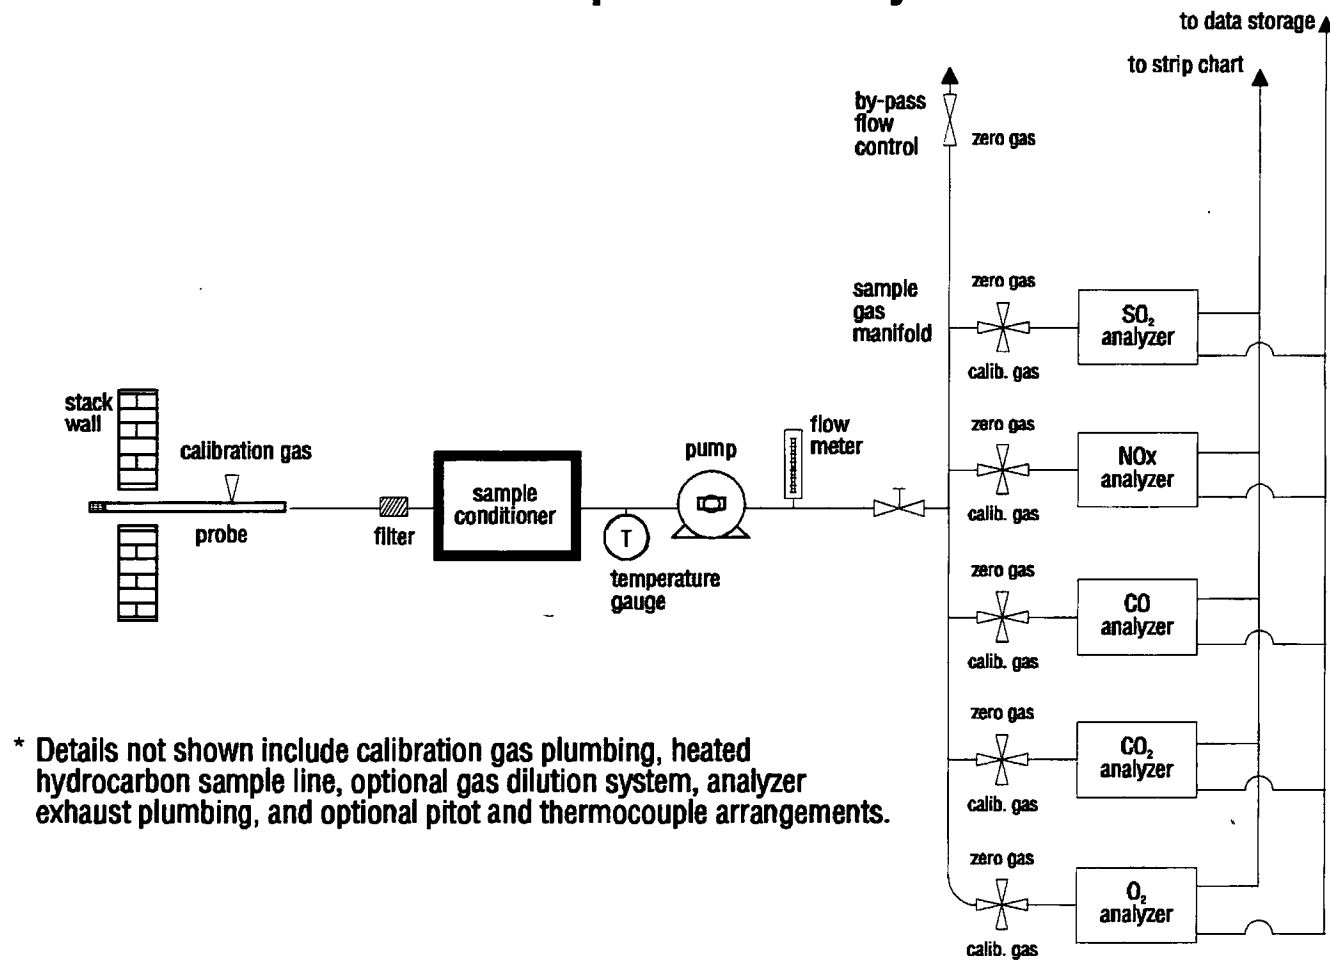 to data storage
to strip chart
by-pass
flow
control
zero gas
sample
gas
manifold
zero gas
calib. gas
SO₂
analyzer
stack
wall
calibration gas
probe
filter
sample
conditioner
T
temperature
gauge
pump
flow
meter
zero gas
calib. gas
NOx
analyzer
zero gas
calib. gas
CO
analyzer
zero gas
calib. gas
CO₂
analyzer
zero gas
calib. gas
O₂
analyzer
* Details not shown include calibration gas plumbing, heated
hydrocarbon sample line, optional gas dilution system, analyzer
exhaust plumbing, and optional pitot and thermocouple arrangements.